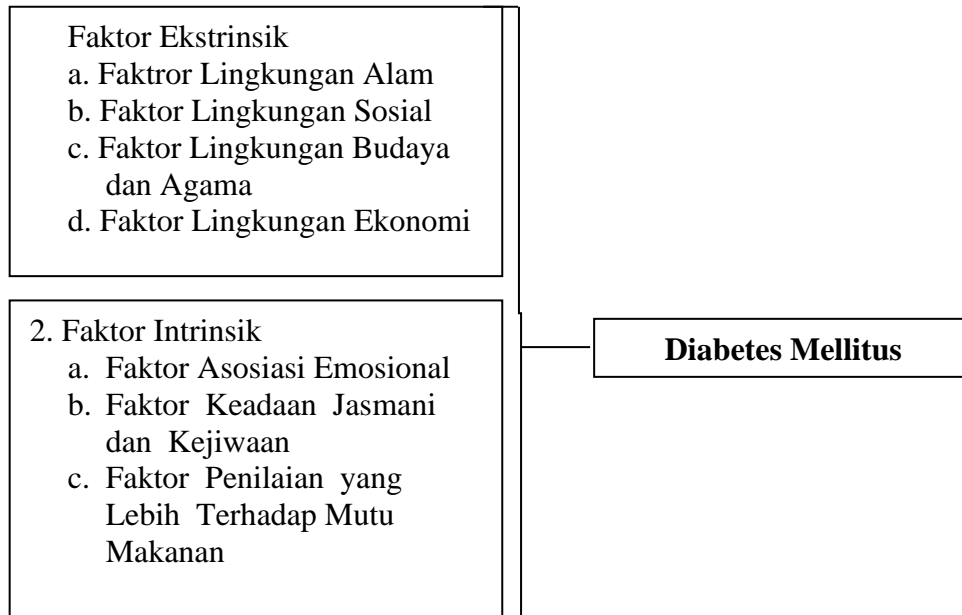 Faktor Ekstrinsik
a. Faktror Lingkungan Alam
b. Faktor Lingkungan Sosial
c. Faktor Lingkungan Budaya
dan Agama
d. Faktor Lingkungan Ekonomi
2. Faktor Intrinsik
a. Faktor Asosiasi Emosional
b. Faktor Keadaan Jasmani
dan Kejiwaan
c. Faktor Penilaian yang
Lebih Terhadap Mutu
Makanan
Diabetes Mellitus